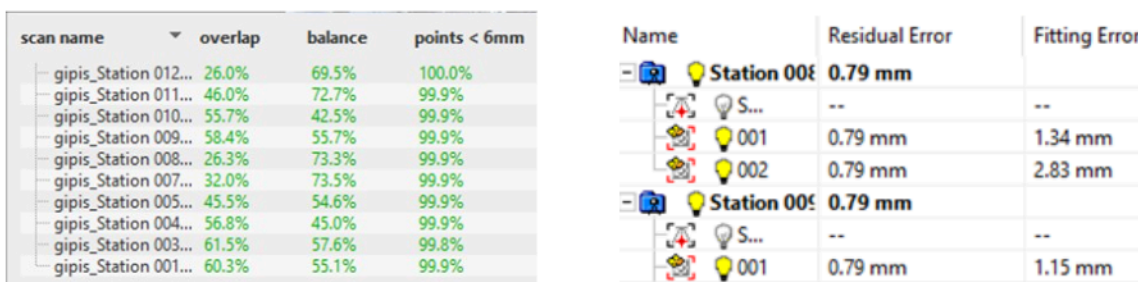 scan name overlap balance points < 6mm
gipis_Station 012... 26.0% 69.5% 100.0%
gipis_Station 011... 46.0% 72.7% 99.9%
gipis_Station 010... 55.7% 42.5% 99.9%
gipis_Station 009... 58.4% 55.7% 99.9%
gipis_Station 008... 26.3% 73.3% 99.9%
gipis_Station 007... 32.0% 73.5% 99.9%
gipis_Station 005... 45.5% 54.6% 99.9%
gipis_Station 004... 56.8% 45.0% 99.9%
gipis_Station 003... 61.5% 57.6% 99.8%
gipis_Station 001... 60.3% 55.1% 99.9%
Name Residual Error Fitting Error
Station 008 0.79 mm
S... -- --
001 0.79 mm 1.34 mm
002 0.79 mm 2.83 mm
Station 009 0.79 mm
S... -- --
001 0.79 mm 1.15 mm